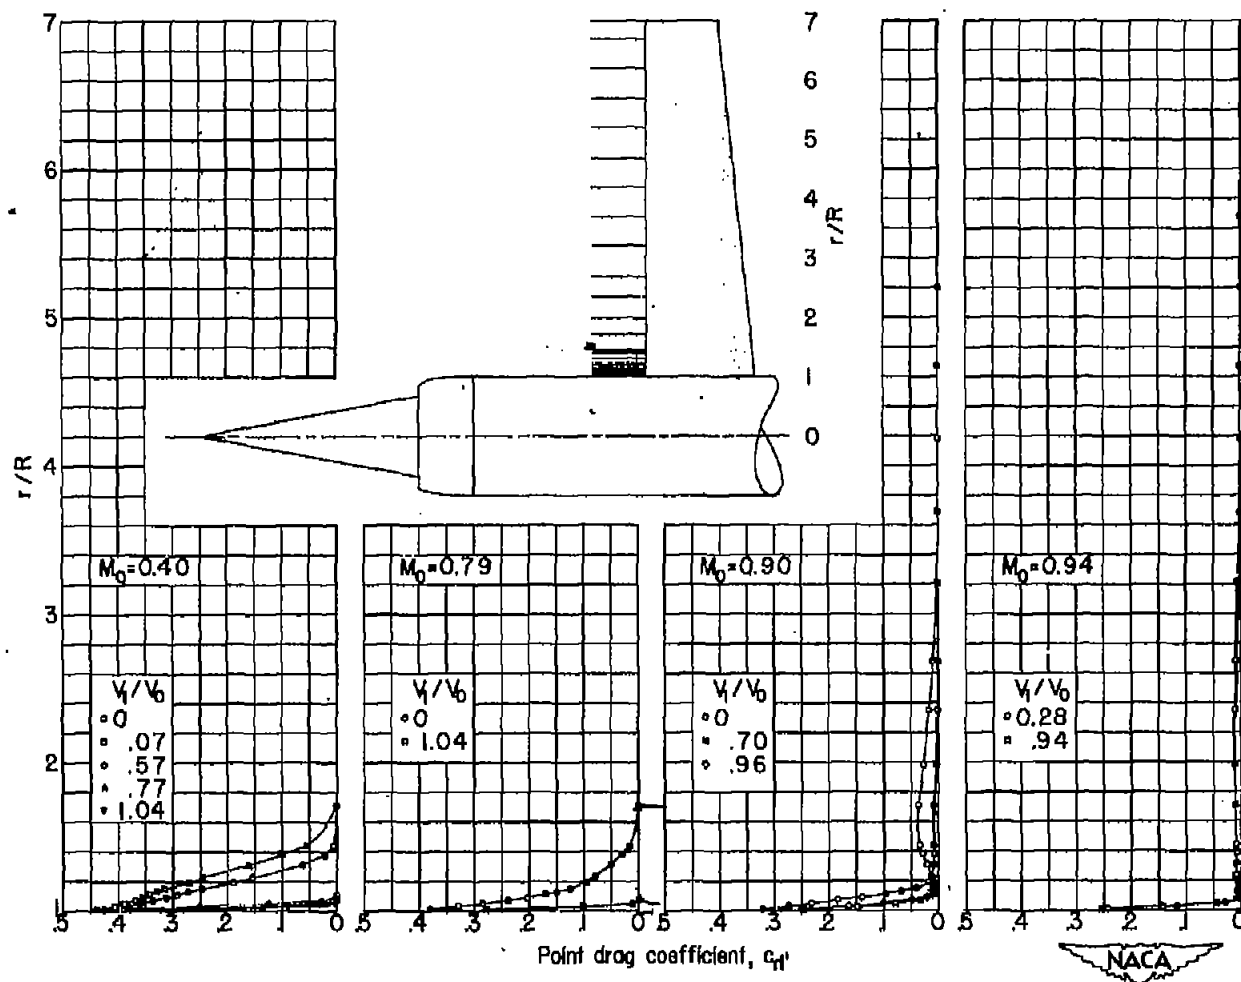 7
6
5
4
3
2
1
r/R
7
6
5
4
3
2
1
0
r/R
M₀=0.40
V₁/V₀
0
.07
.57
.77
1.04
M₀=0.79
V₁/V₀
0
1.04
M₀=0.90
V₁/V₀
0
.70
.96
M₀=0.94
V₁/V₀
0.28
.94
.5 .4 .3 .2 .1 0
.5 .4 .3 .2 .1 0
.5 .4 .3 .2 .1 0
.5 .4 .3 .2 .1 0
Point drag coefficient,
NACA